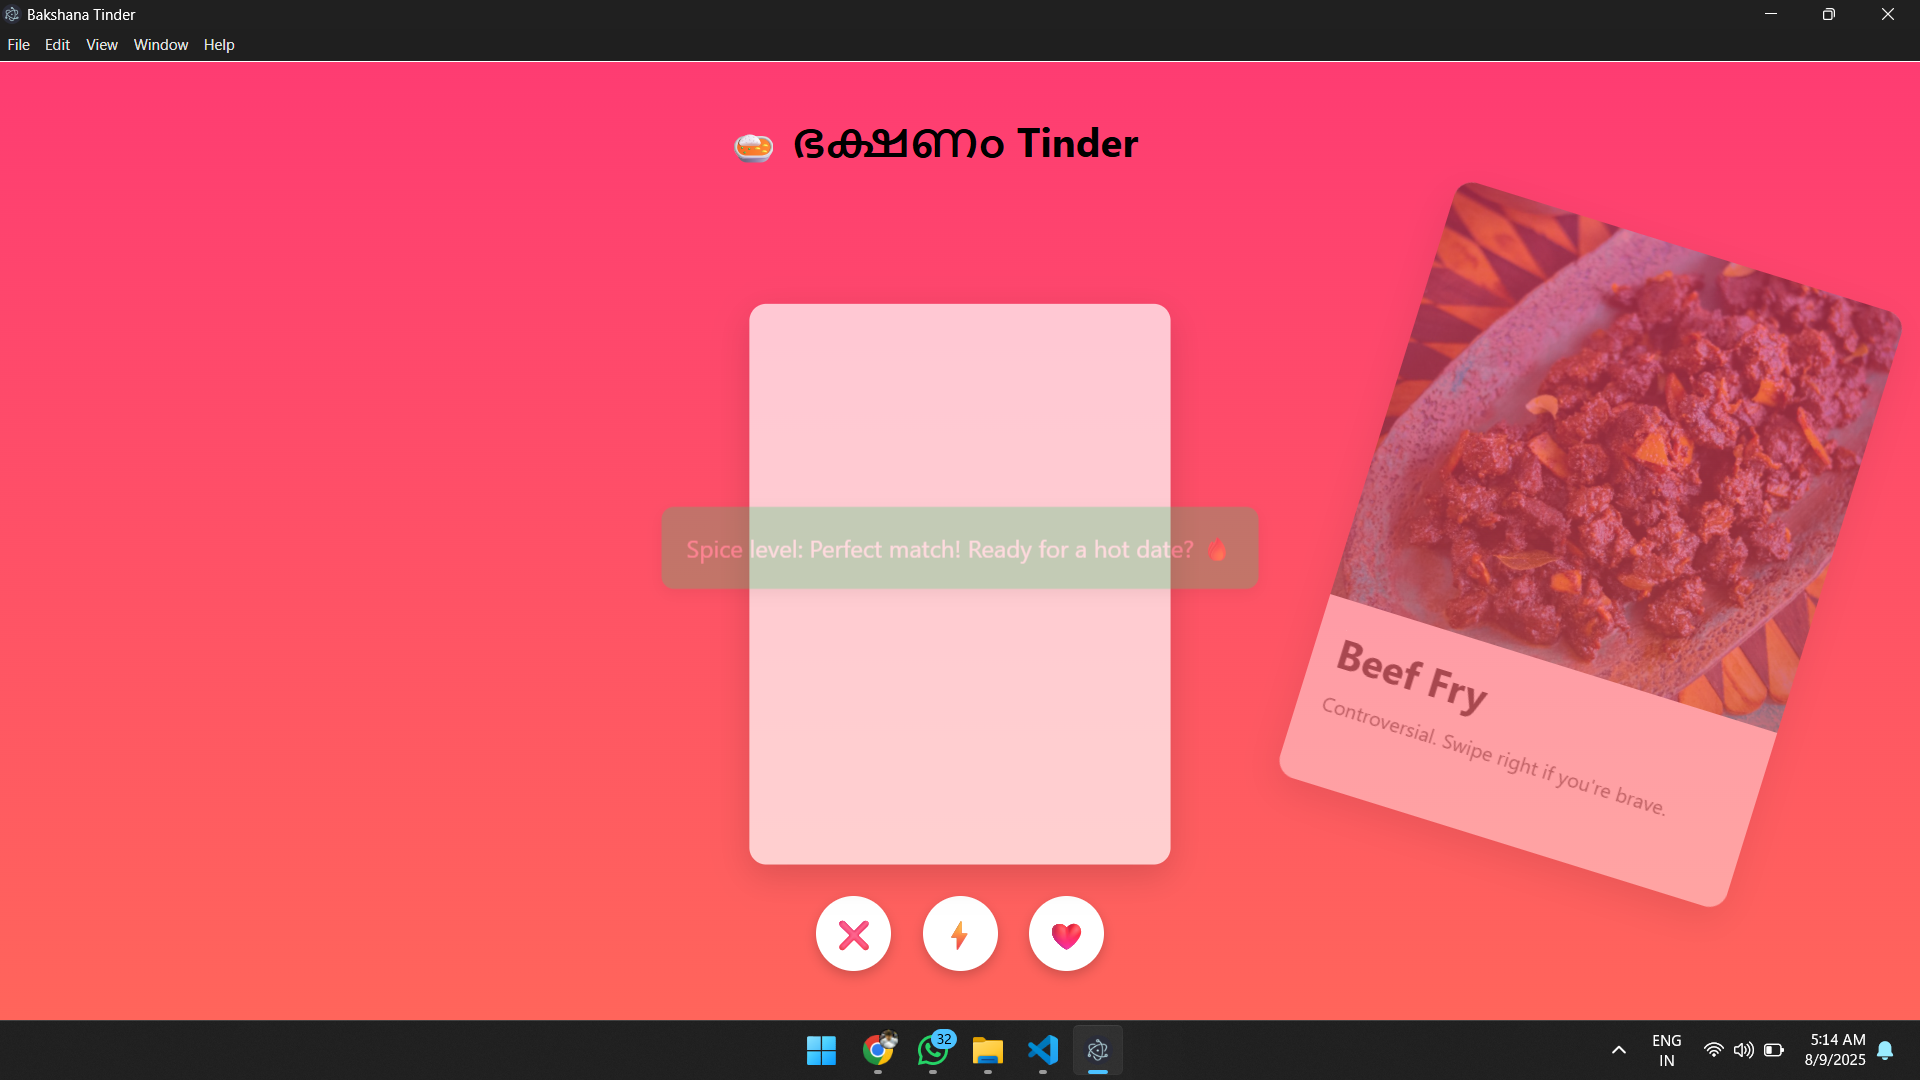 Bakshana Tinder
File Edit View Window Help
ഭക്ഷണം Tinder
Spice level: Perfect match! Ready for a hot date?
Beef Fry
Controversial. Swipe right if you're brave.
32
ENG
IN
5:14 AM
8/9/2025